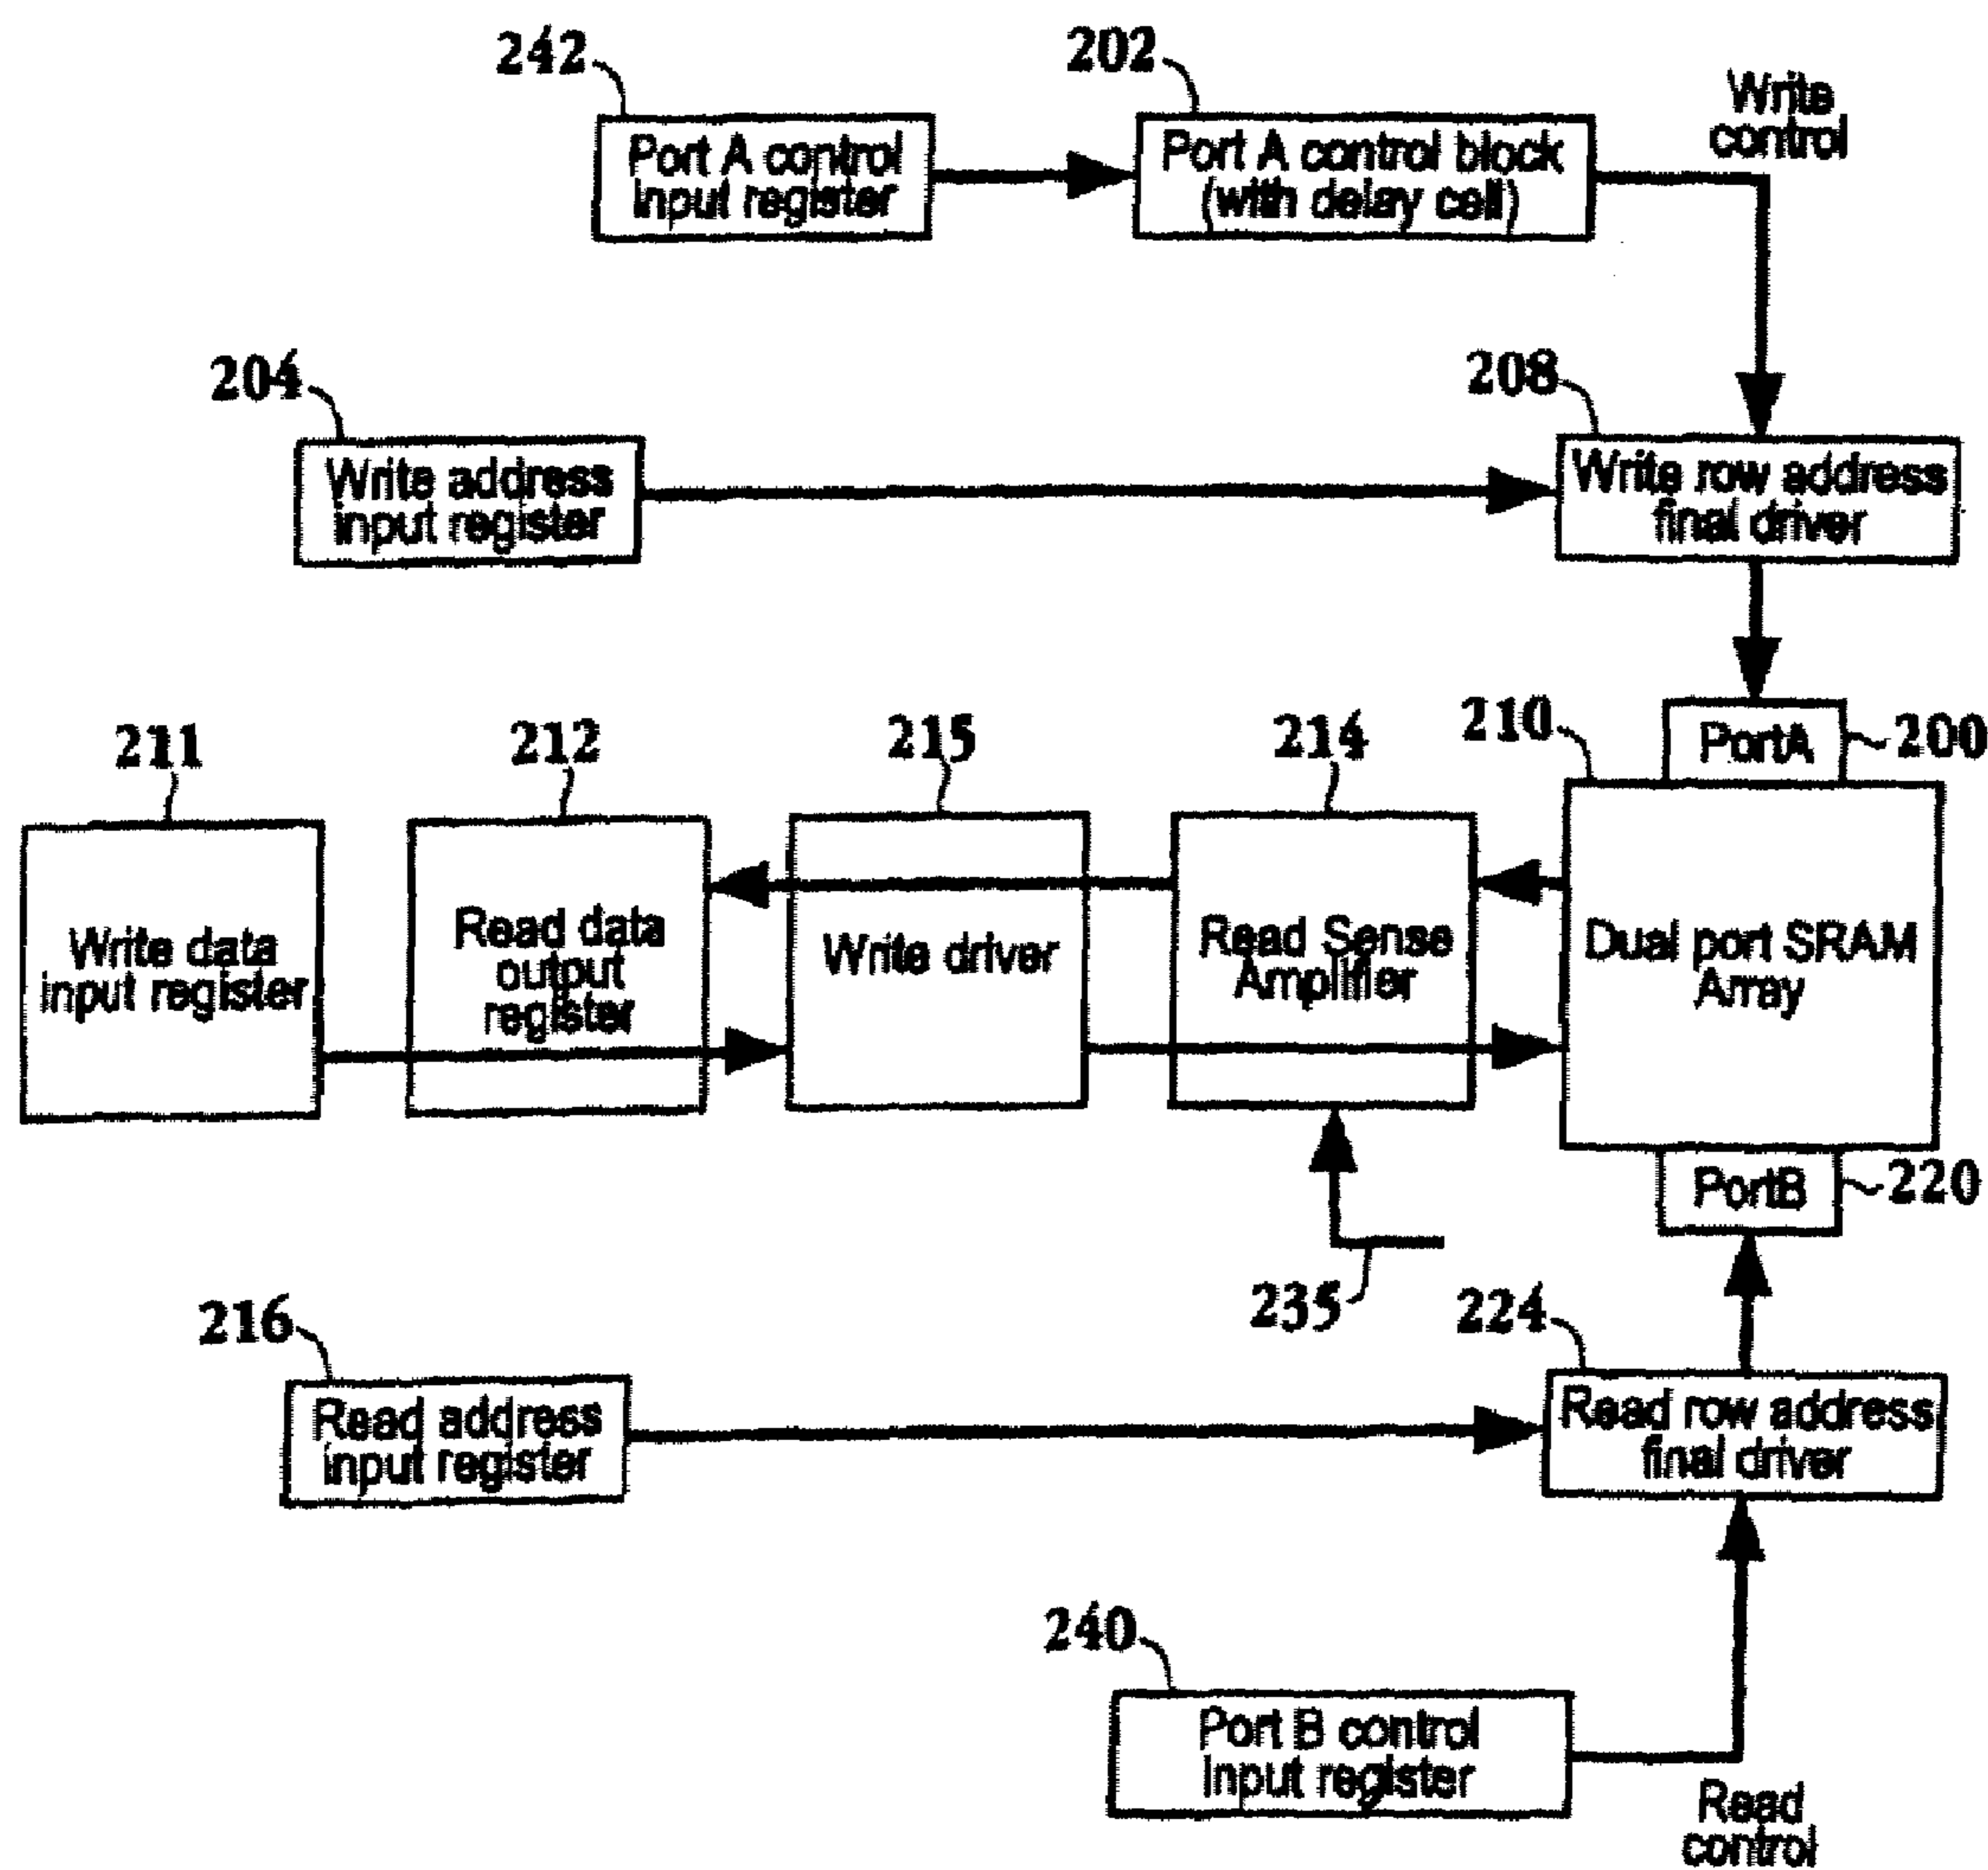 242
202
Write
control
Port A control
input register
Port A control block
(with delay cell)
204
208
Write address
input register
Write row address
final driver
211
212
215
214
210
PortA
200
Write data
input register
Read data
output
register
Write driver
Read Sense
Amplifier
Dual port SRAM
Array
PortB
220
235
216
224
Read address
input register
Read row address
final driver
240
Port B control
input register
Read
control